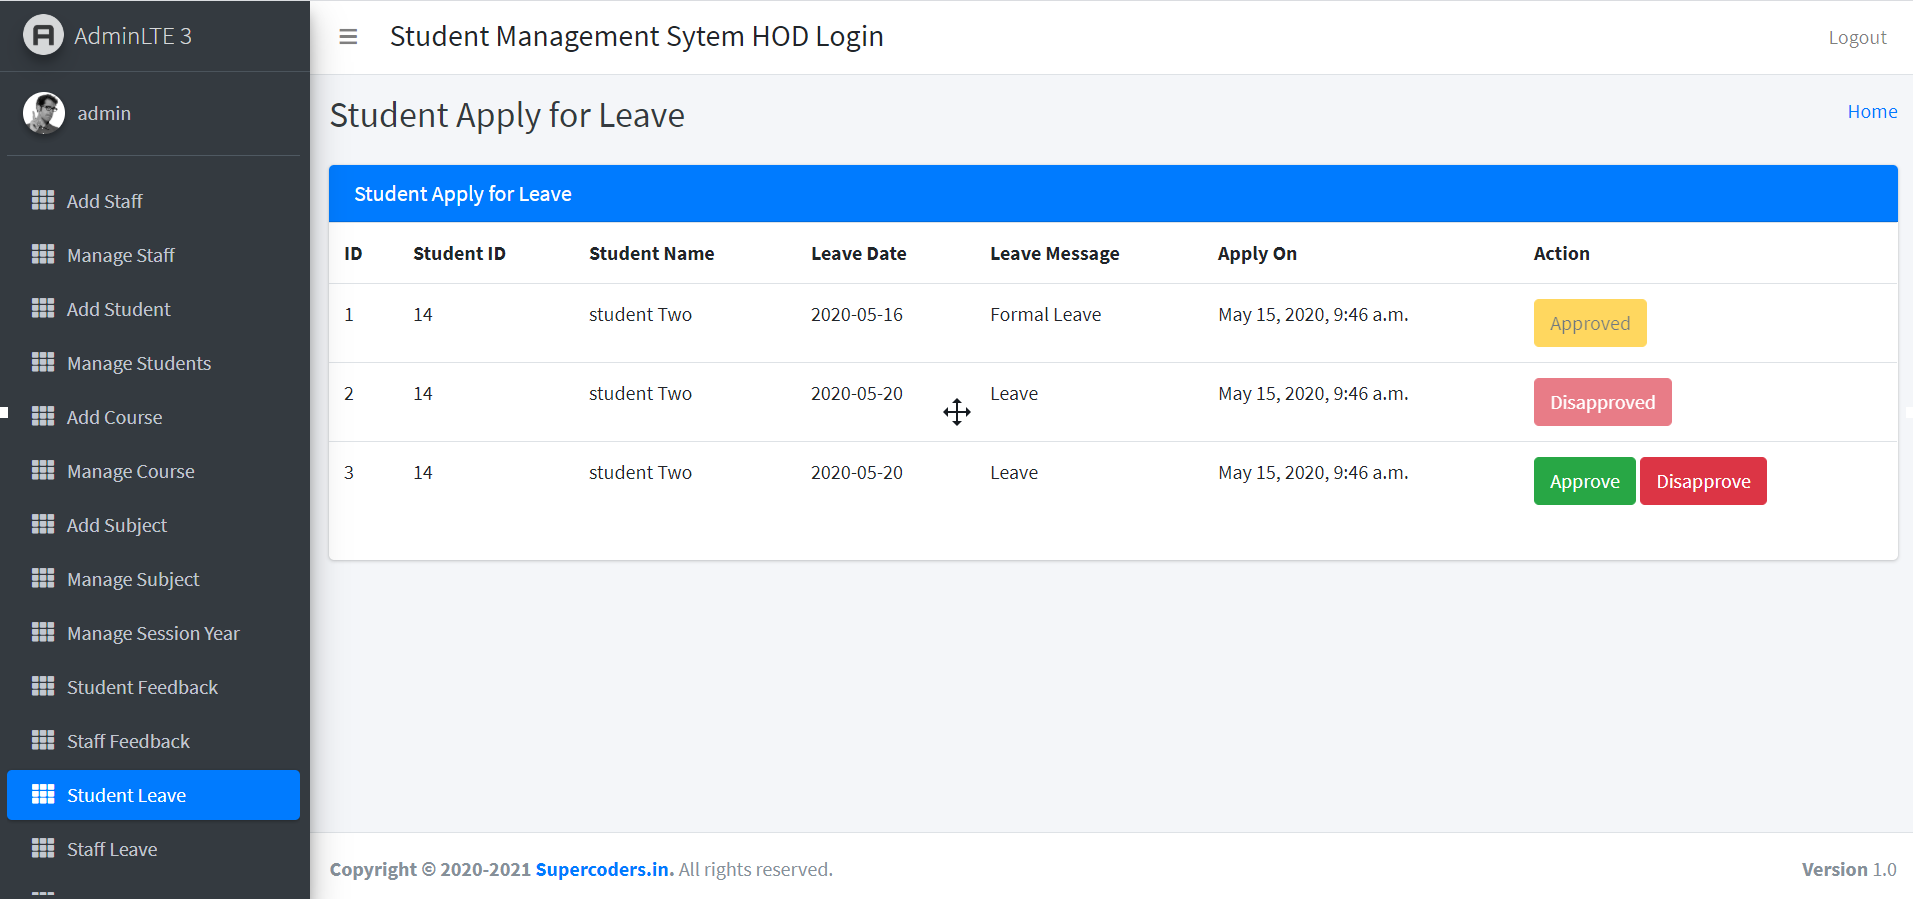 AdminLTE 3
admin
Add Staff
Manage Staff
Add Student
Manage Students
Add Course
Manage Course
Add Subject
Manage Subject
Manage Session Year
Student Feedback
Staff Feedback
Student Leave
Staff Leave
Student Management Sytem HOD Login
Logout
Student Apply for Leave
Home
Student Apply for Leave
ID Student ID Student Name Leave Date Leave Message Apply On Action
1 14 student Two 2020-05-16 Formal Leave May 15, 2020, 9:46 a.m. Approved
2 14 student Two 2020-05-20 Leave May 15, 2020, 9:46 a.m. Disapproved
3 14 student Two 2020-05-20 Leave May 15, 2020, 9:46 a.m. Approve Disapprove
Copyright © 2020-2021 Supercoders.in. All rights reserved.
Version 1.0